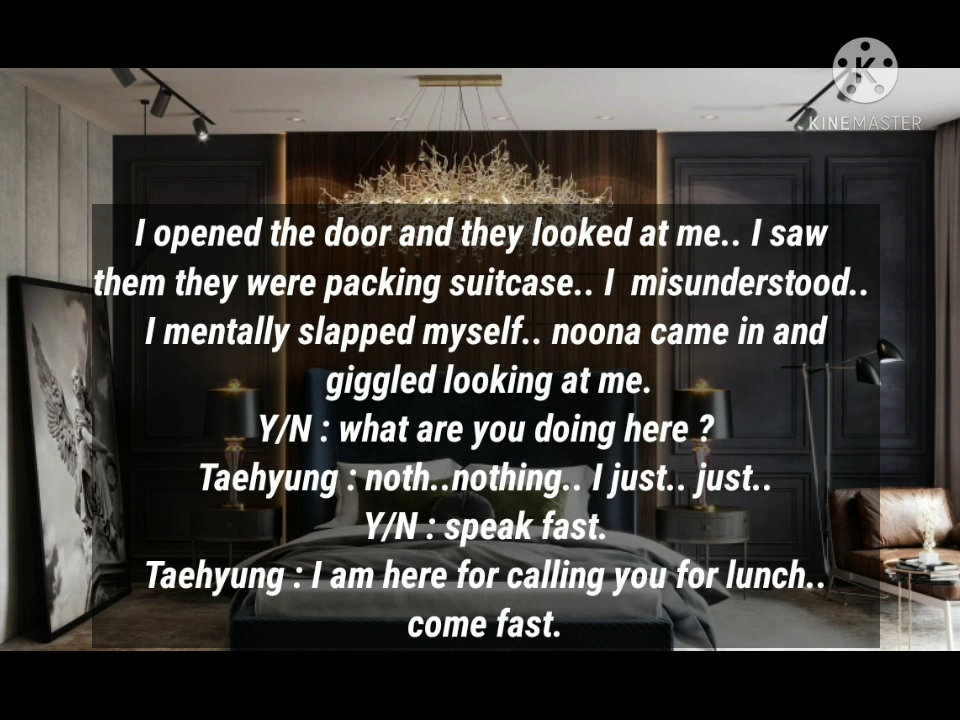 KINEMASTER
I opened the door and they looked at me.. I saw
them they were packing suitcase.. I  misunderstood..
I mentally slapped myself.. noona came in and
giggled looking at me.
Y/N : what are you doing here ?
Taehyung : noth..nothing.. I just.. just..
Y/N : speak fast.
Taehyung : I am here for calling you for lunch..
come fast.